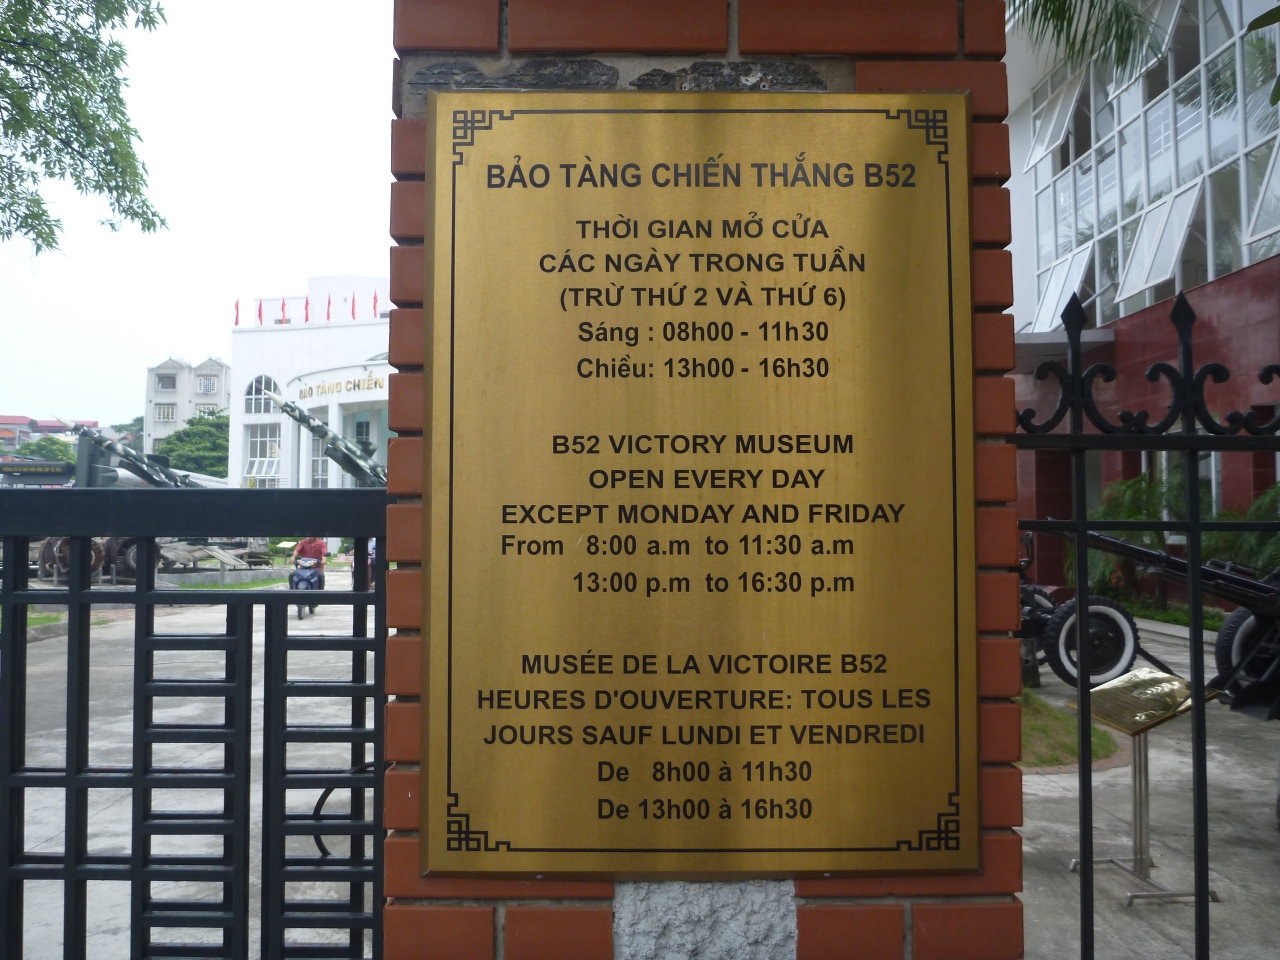 BẢO TÀNG CHIẾN THẮNG B52
THỜI GIAN MỞ CỬA
CÁC NGÀY TRONG TUẦN
(TRỪ THỨ 2 VÀ THỨ 6)
Sáng : 08h00 - 11h30
Chiều: 13h00 - 16h30
B52 VICTORY MUSEUM
OPEN EVERY DAY
EXCEPT MONDAY AND FRIDAY
From 8:00 a.m to 11:30 a.m
13:00 p.m to 16:30 p.m
MUSÉE DE LA VICTOIRE B52
HEURES D'OUVERTURE: TOUS LES
JOURS SAUF LUNDI ET VENDREDI
De 8h00 à 11h30
De 13h00 à 16h30
BẢO TÀNG CHIẾN